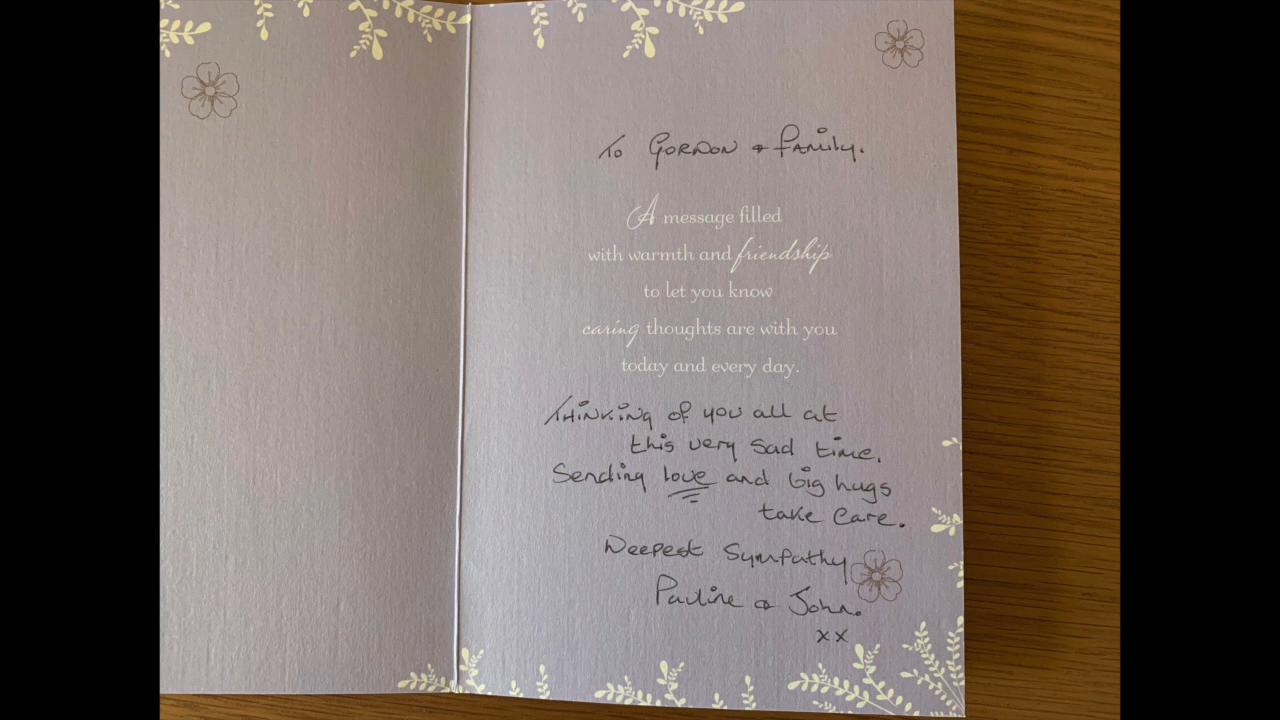 To GORDON & family.
A message filled
with warmth and friendship
to let you know
caring thoughts are with you
today and every day.
THinking of you all at
this very sad time.
Sending love and big hugs
take care.
Deepest Sympathy
Pauline & John.
xx